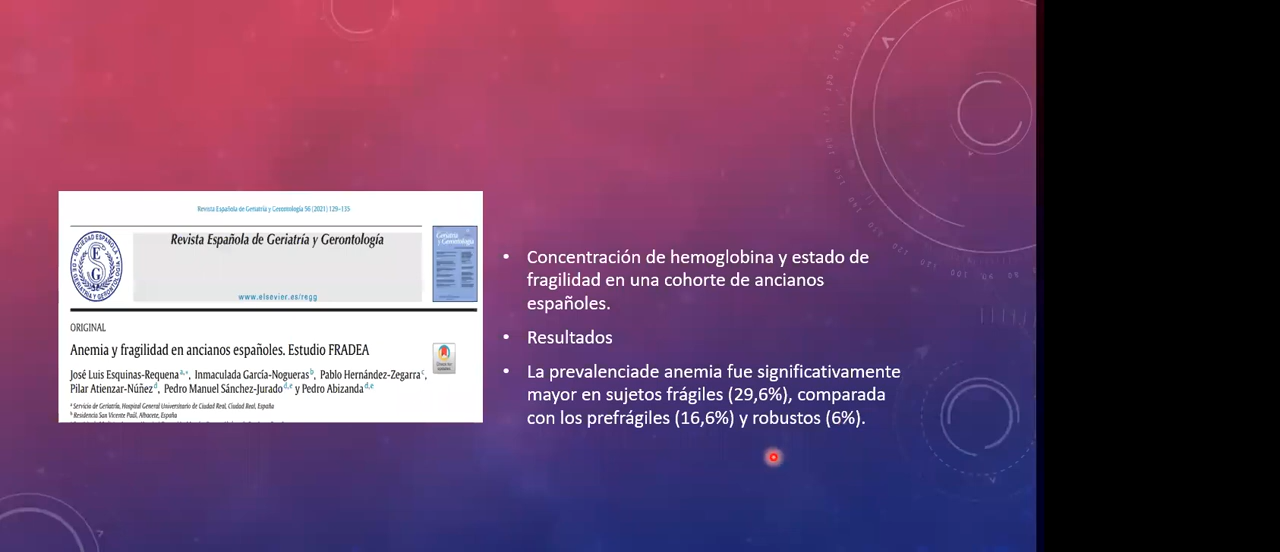 Revista Española de Geriatría y Gerontología 56 (2021) 129–135
Revista Española de Geriatría y Gerontología
www.elsevier.es/regg
Geriatría
y Gerontología
ORIGINAL
Anemia y fragilidad en ancianos españoles. Estudio FRADEA
José Luis Esquinas-Requena a,*, Inmaculada García-Nogueras b, Pablo Hernández-Zegarra c,
Pilar Atienzar-Núñez d, Pedro Manuel Sánchez-Jurado d,e y Pedro Abizanda d,e
a Servicio de Geriatría, Hospital General Universitario de Ciudad Real, Ciudad Real, España
b Residencia San Vicente Paúl, Albacete, España
• Concentración de hemoglobina y estado de
fragilidad en una cohorte de ancianos
españoles.
• Resultados
• La prevalenciade anemia fue significativamente
mayor en sujetos frágiles (29,6%), comparada
con los prefrágiles (16,6%) y robustos (6%).